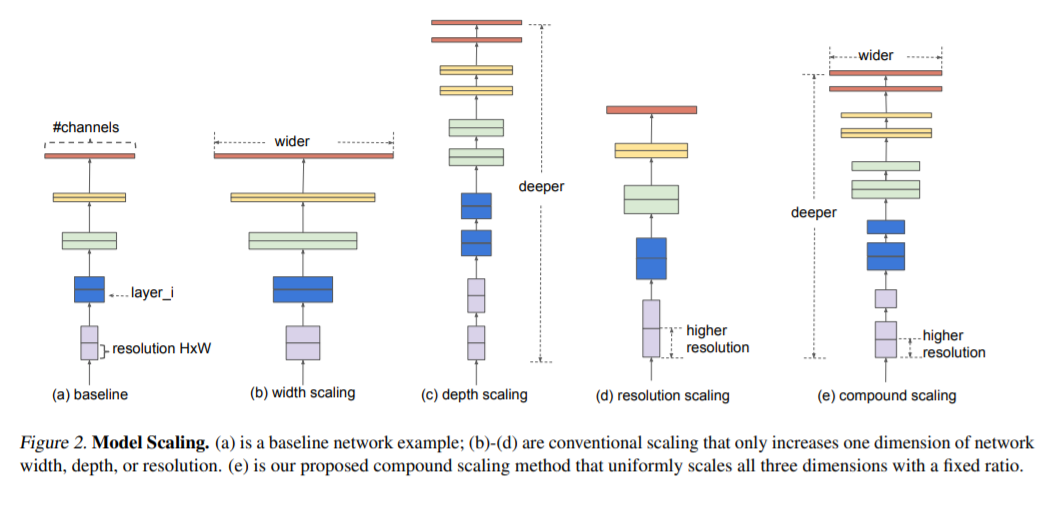 #channels
layer_i
resolution HxW
(a) baseline
wider
(b) width scaling
deeper
(c) depth scaling
higher
resolution
(d) resolution scaling
wider
deeper
higher
resolution
(e) compound scaling
Figure 2. Model Scaling. (a) is a baseline network example; (b)-(d) are conventional scaling that only increases one dimension of network
width, depth, or resolution. (e) is our proposed compound scaling method that uniformly scales all three dimensions with a fixed ratio.